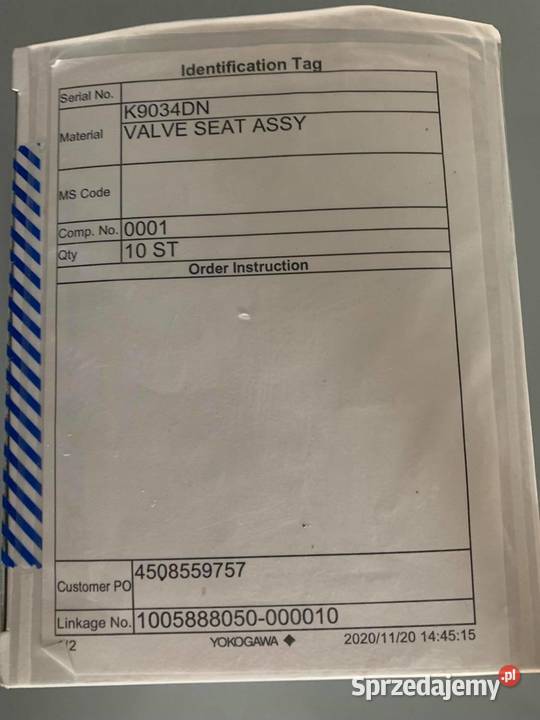 Identification Tag
Serial No.
Material K9034DN
VALVE SEAT ASSY
MS Code
Comp. No. 0001
Qty 10 ST
Order Instruction
Customer PO 4508559757
Linkage No. 1005888050-000010
/2 YOKOGAWA 2020/11/20 14:45:15
Sprzedajemy.pl